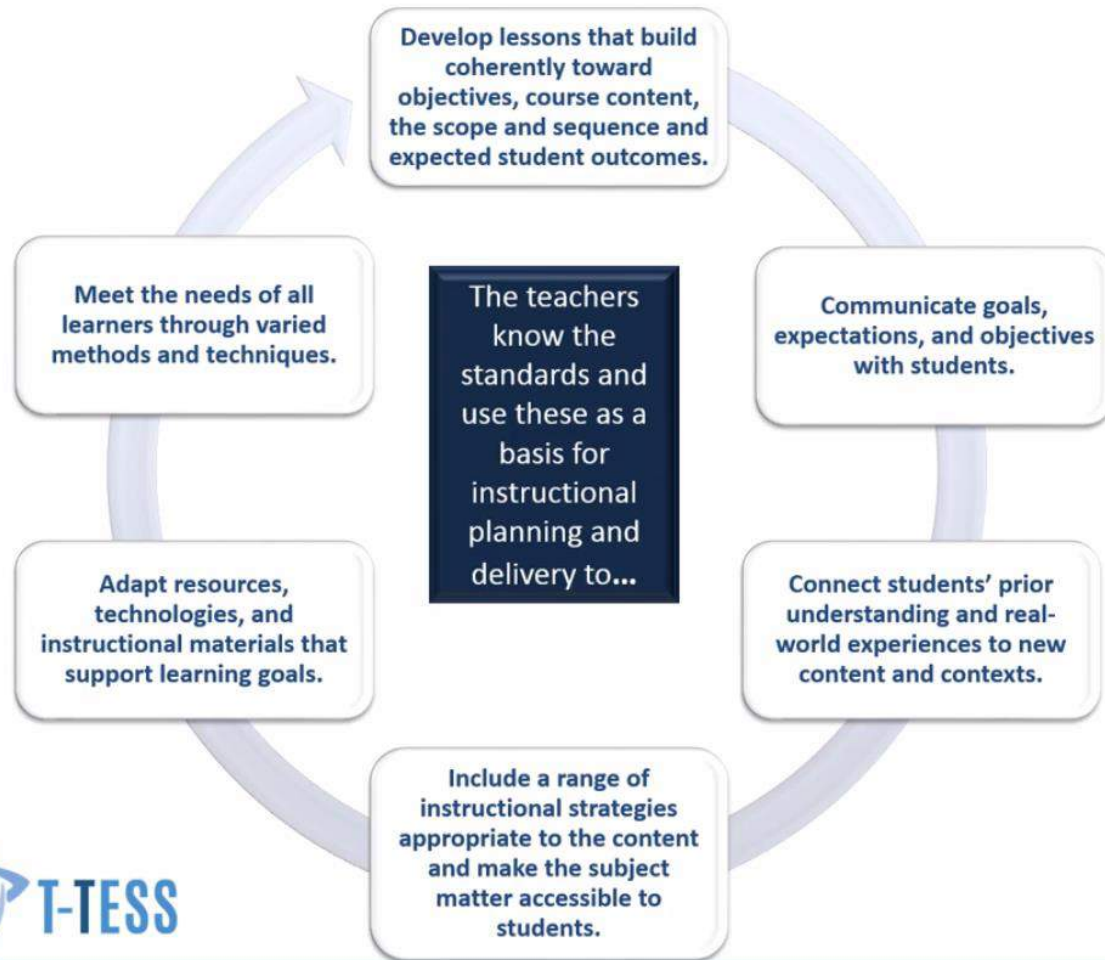 Develop lessons that build
coherently toward
objectives, course content,
the scope and sequence and
expected student outcomes.
Communicate goals,
expectations, and objectives
with students.
Connect students’ prior
understanding and real-
world experiences to new
content and contexts.
Include a range of
instructional strategies
appropriate to the content
and make the subject
matter accessible to
students.
Adapt resources,
technologies, and
instructional materials that
support learning goals.
Meet the needs of all
learners through varied
methods and techniques.
The teachers
know the
standards and
use these as a
basis for
instructional
planning and
delivery to...
T-TESS